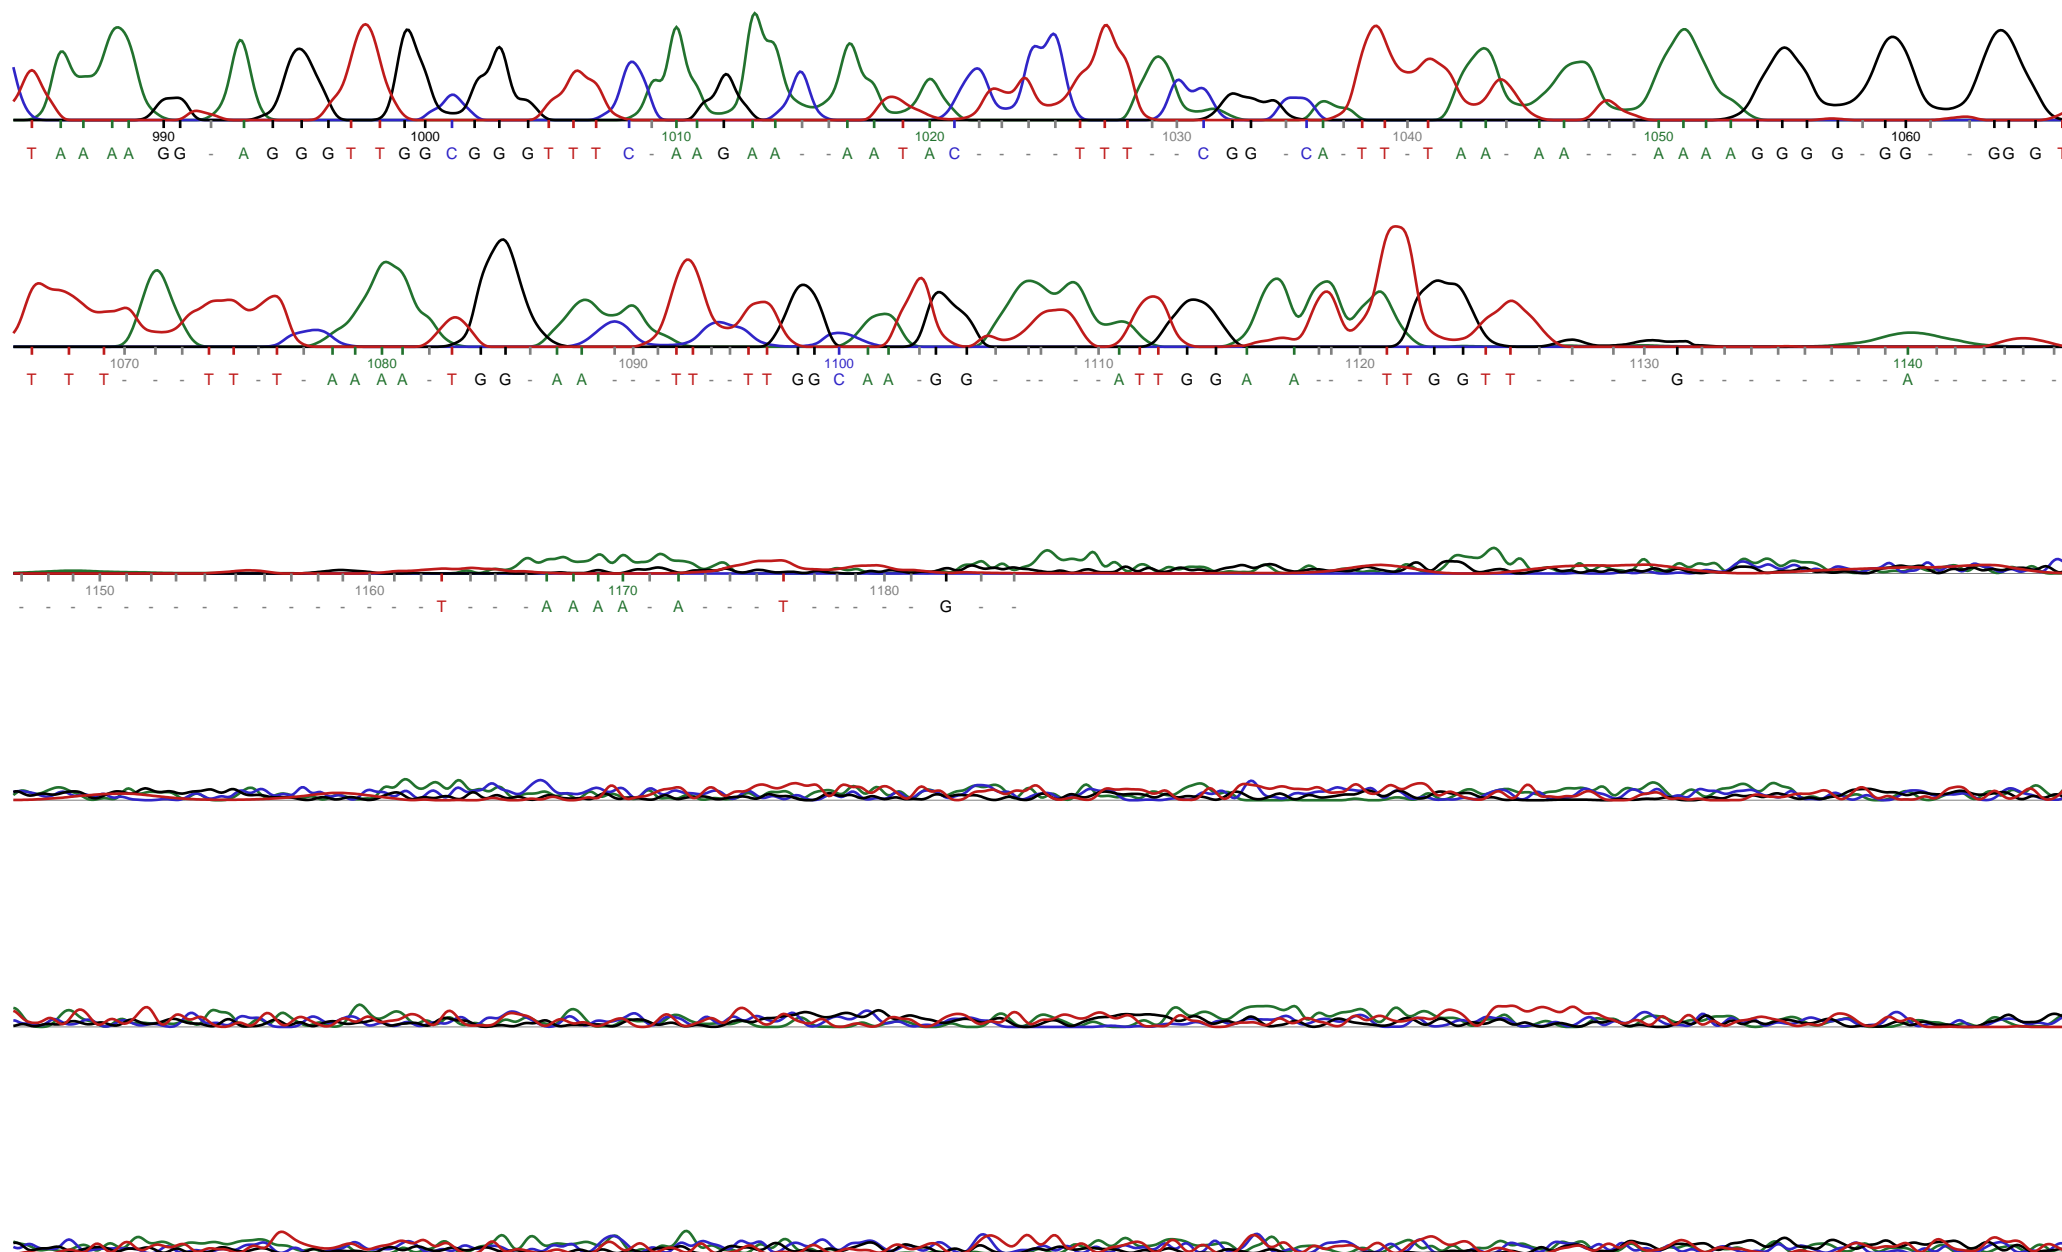 990 1000 1010 1020 1030 1040 1050 1060
T A A A A G G - A G G G T T G G C G G G T T T C - A A G A A - - A A T A C - - - - T T T - - C G G - C A - T T - T A A - A A - - - A A A A G G G G - G G - - G G G T
1070 1080 1090 1100 1110 1120 1130 1140
T T T - - - T T - T - A A A A - T G G - A A - - - T T - - T T G G C A A - G G - - - - - A T T G G A A - - - T T G G T T - - - - G - - - - - - - - A - - - - - -
1150 1160 1170 1180
- - - - - - - - - - - - - - - - T - - - A A A A - A - - - T - - - - - G - -